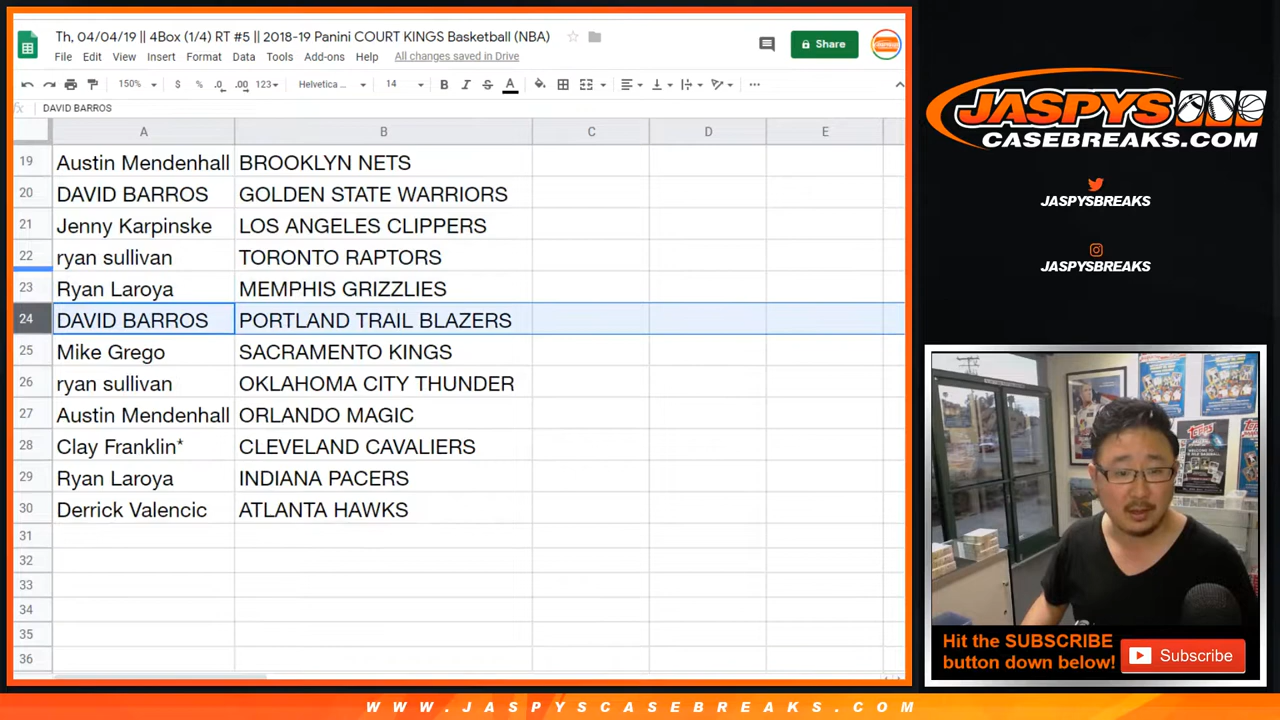 Th, 04/04/19 || 4Box (1/4) RT #5 || 2018-19 Panini COURT KINGS Basketball (NBA)
File Edit View Insert Format Data Tools Add-ons Help All changes saved in Drive
Share
150% $ % .0 .00 123 Helvetica ... 14 B I S A
DAVID BARROS
A B C D E
19 Austin Mendenhall BROOKLYN NETS
20 DAVID BARROS GOLDEN STATE WARRIORS
21 Jenny Karpinske LOS ANGELES CLIPPERS
22 ryan sullivan TORONTO RAPTORS
23 Ryan Laroya MEMPHIS GRIZZLIES
24 DAVID BARROS PORTLAND TRAIL BLAZERS
25 Mike Grego SACRAMENTO KINGS
26 ryan sullivan OKLAHOMA CITY THUNDER
27 Austin Mendenhall ORLANDO MAGIC
28 Clay Franklin* CLEVELAND CAVALIERS
29 Ryan Laroya INDIANA PACERS
30 Derrick Valencic ATLANTA HAWKS
31
32
33
34
35
36
JASPYS
CASEBREAKS.COM
JASPYSBREAKS
JASPYSBREAKS
topps
Topps
Hit the SUBSCRIBE
button down below!
Subscribe
WWW.JASPYSCASEBREAKS.COM